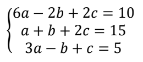 6a − 2b + 2c = 10
a + b + 2c = 15
3a − b + c = 5